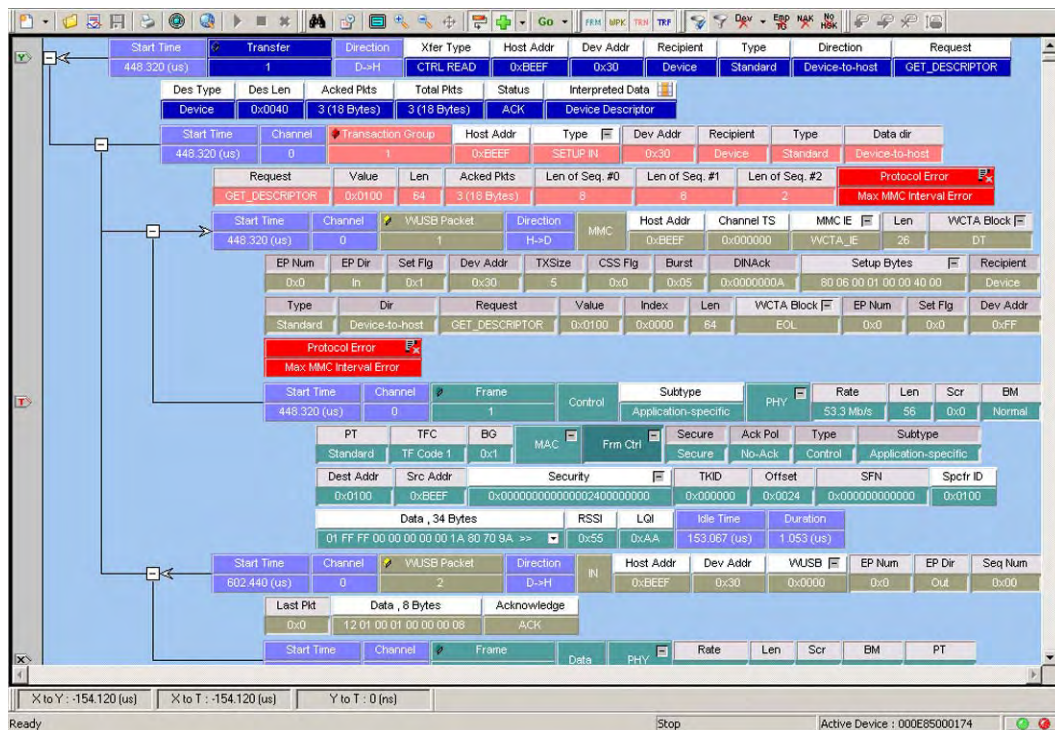 Go FRM WPK TRN TRF Dev Emp TG NAK No HSK
Start Time Transfer Direction Xfer Type Host Addr Dev Addr Recipient Type Direction Request
448.320 (us) 1 D->H CTRL READ 0xBEEF 0x30 Device Standard Device-to-host GET_DESCRIPTOR
Des Type Des Len Acked Pkts Total Pkts Status Interpreted Data
Device 0x0040 3 (18 Bytes) 3 (18 Bytes) ACK Device Descriptor
Start Time Channel Transaction Group Host Addr Type Dev Addr Recipient Type Data dir
448.320 (us) 0 1 0xBEEF SETUP IN 0x30 Device Standard Device-to-host
Request Value Len Acked Pkts Len of Seq. #0 Len of Seq. #1 Len of Seq. #2 Protocol Error
GET_DESCRIPTOR 0x0100 64 3 (18 Bytes) 8 8 2 Max MMC Interval Error
Start Time Channel WUSB Packet Direction MMC Host Addr Channel TS MMC IE Len WCTA Block
448.320 (us) 0 1 H->D 0xBEEF 0x000000 WCTA_IE 26 DT
EP Num EP Dir Set Flg Dev Addr TXSize CSS Flg Burst DINAck Setup Bytes Recipient
0x0 In 0x1 0x30 5 0x0 0x05 0x0000000A 80 06 00 01 00 00 40 00 Device
Type Dir Request Value Index Len WCTA Block EP Num Set Flg Dev Addr
Standard Device-to-host GET_DESCRIPTOR 0x0100 0x0000 64 EOL 0x0 0x0 0xFF
Protocol Error
Max MMC Interval Error
Start Time Channel Frame Control Subtype PHY Rate Len Scr BM
448.320 (us) 0 1 Application-specific 53.3 Mb/s 56 0x0 Normal
PT TFC BG MAC Frm Ctrl Secure Ack Pol Type Subtype
Standard TF Code 1 0x1 Secure No-Ack Control Application-specific
Dest Addr Src Addr Security TKID Offset SFN Spcfr ID
0x0100 0xBEEF 0x0000000000000002400000000 0x000000 0x0024 0x000000000000 0x0100
Data , 34 Bytes RSSI LQI Idle Time Duration
01 FF FF 00 00 00 00 00 1A 80 70 9A >> 0x55 0xAA 153.067 (us) 1.053 (us)
Start Time Channel WUSB Packet Direction IN Host Addr Dev Addr WUSB EP Num EP Dir Seq Num
602.440 (us) 0 2 D->H 0xBEEF 0x30 0x0000 0x0 Out 0x00
Last Pkt Data , 8 Bytes Acknowledge
0x0 12 01 00 01 00 00 00 08 ACK
Start Time Channel Frame Data PHY Rate Len Scr BM PT
X to Y : -154.120 (us) X to T : -154.120 (us) Y to T : 0 (ns)
Ready Stop Active Device : 000E85000174